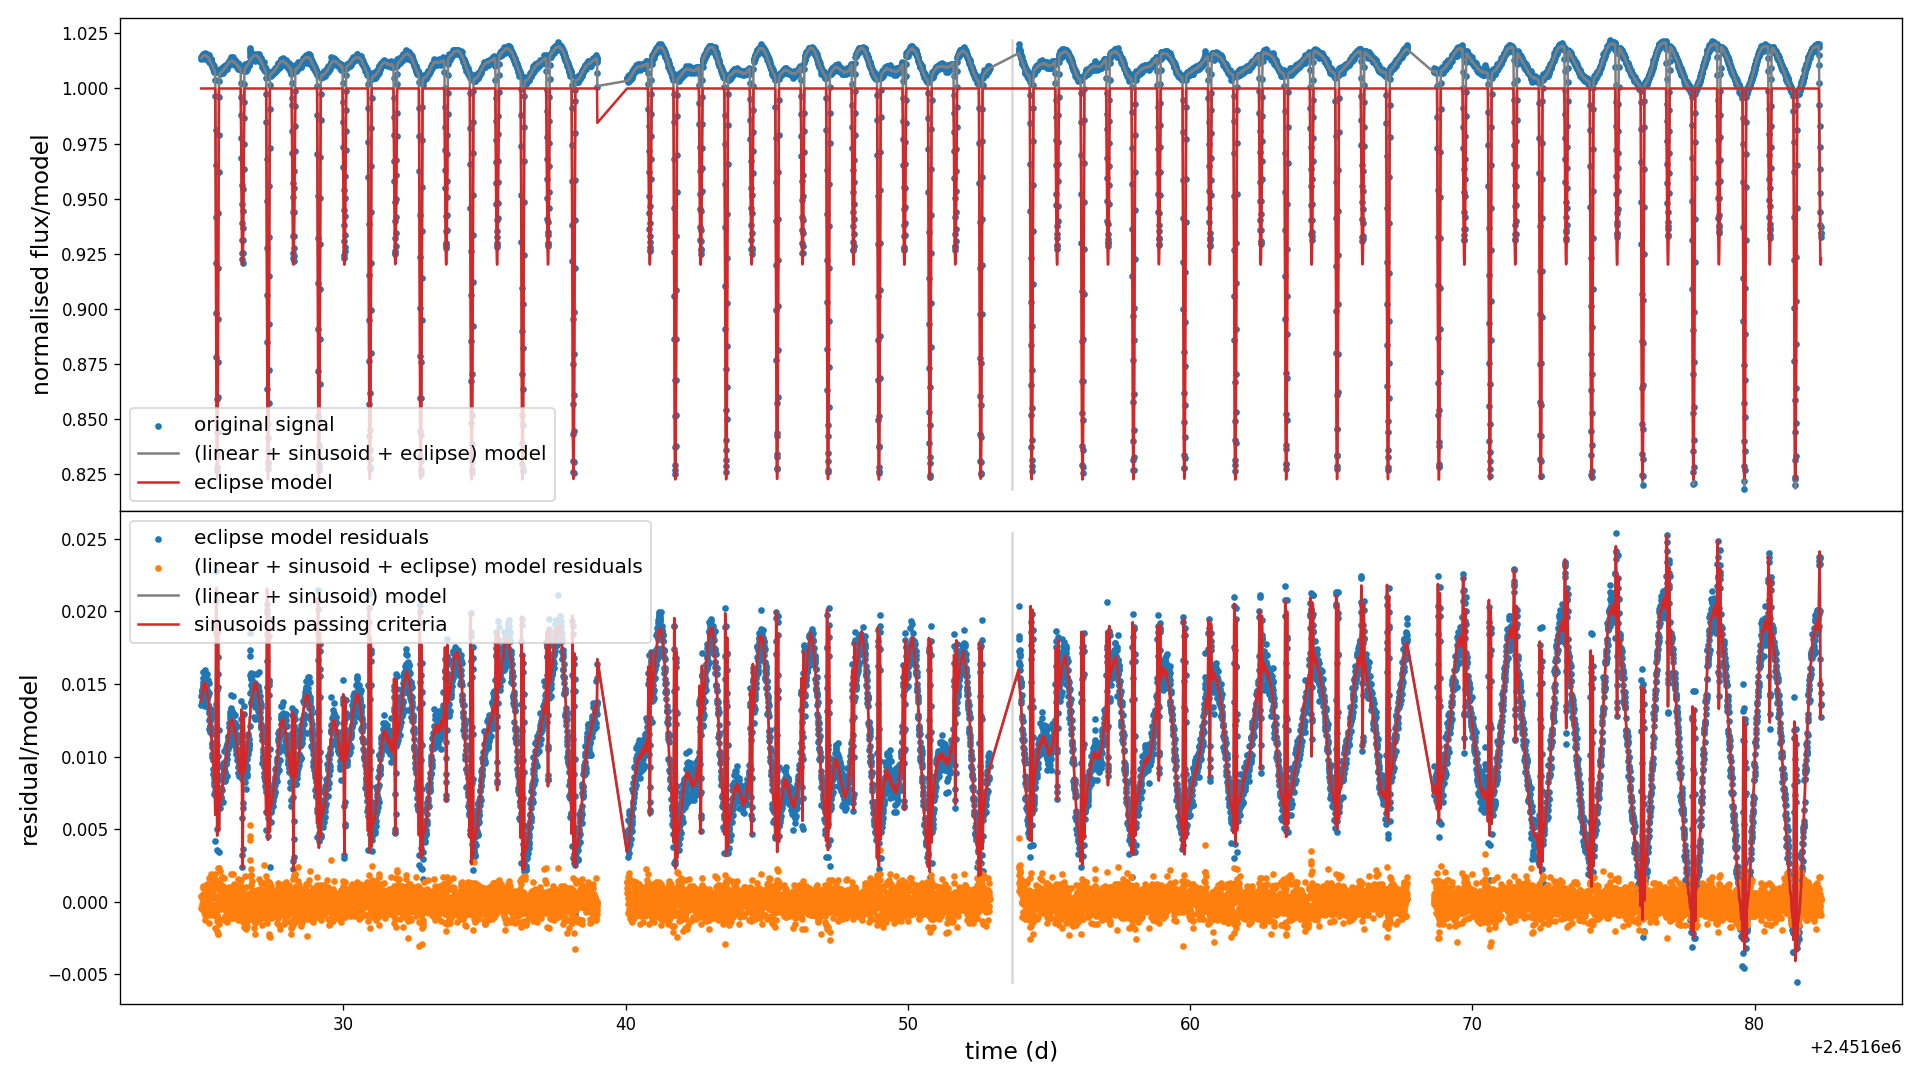 1.025
1.000
0.975
0.950
0.925
0.900
0.875
0.850
0.825
normalised flux/model
original signal
(linear + sinusoid + eclipse) model
eclipse model
0.025
0.020
0.015
0.010
0.005
0.000
−0.005
residual/model
eclipse model residuals
(linear + sinusoid + eclipse) model residuals
(linear + sinusoid) model
sinusoids passing criteria
30 40 50 60 70 80
time (d)
+2.4516e6